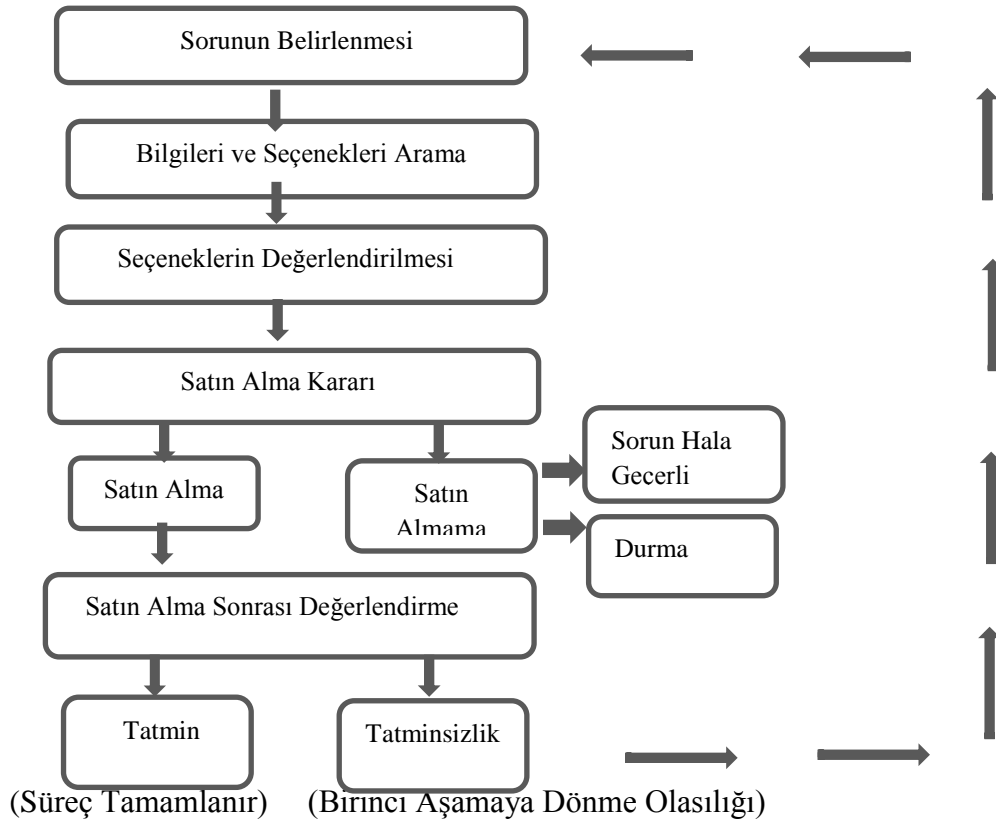 Sorunun Belirlenmesi
Bilgileri ve Seçenekleri Arama
Seçeneklerin Değerlendirilmesi
Satın Alma Kararı
Satın Alma
Satın
Almama
Sorun Hala
Gecerli
Durma
Satın Alma Sonrası Değerlendirme
Tatmin
Tatminsizlik
(Süreç Tamamlanır) (Birinci Aşamaya Dönme Olasılığı)